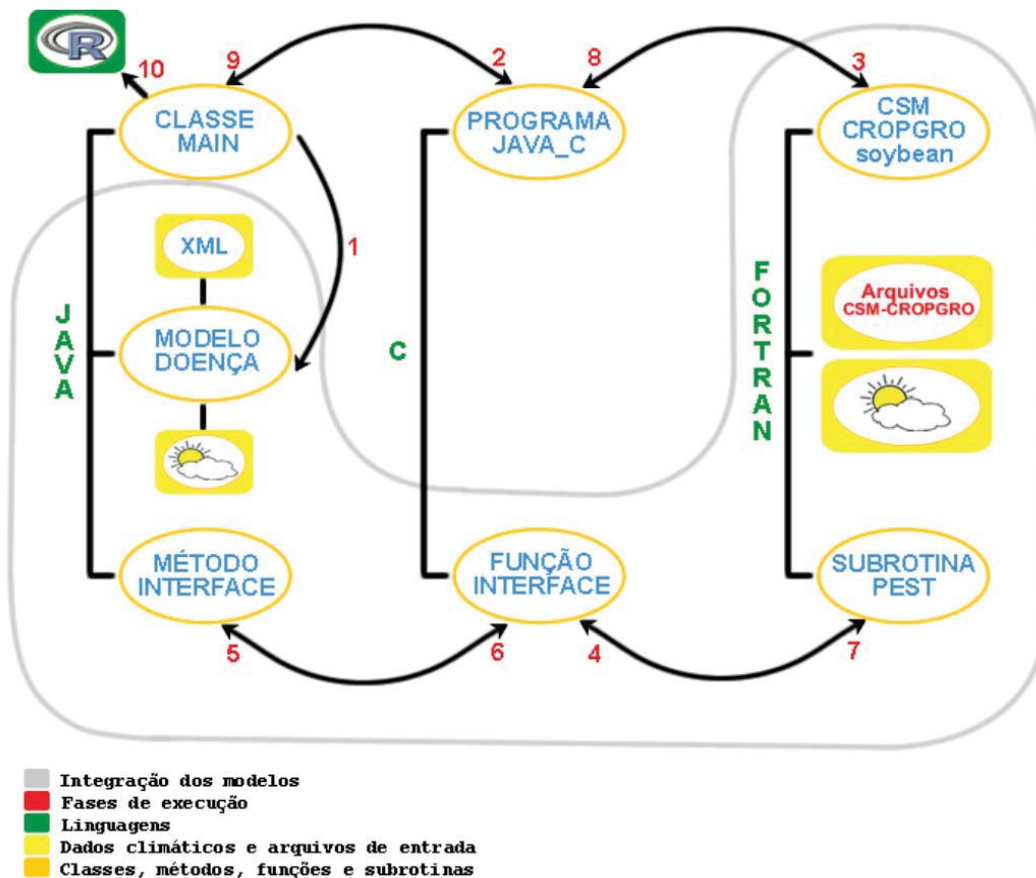 R
10
9
2
8
3
CLASSE
MAIN
PROGRAMA
JAVA_C
CSM
CROPGRO
soybean
XML
1
JAVA
MODELO
DOENÇA
C
FORTRAN
Arquivos
CSM-CROPGRO
MÉTODO
INTERFACE
FUNÇÃO
INTERFACE
SUBROTINA
PEST
5
6
4
7
Integração dos modelos
Fases de execução
Linguagens
Dados climáticos e arquivos de entrada
Classes, métodos, funções e subrotinas